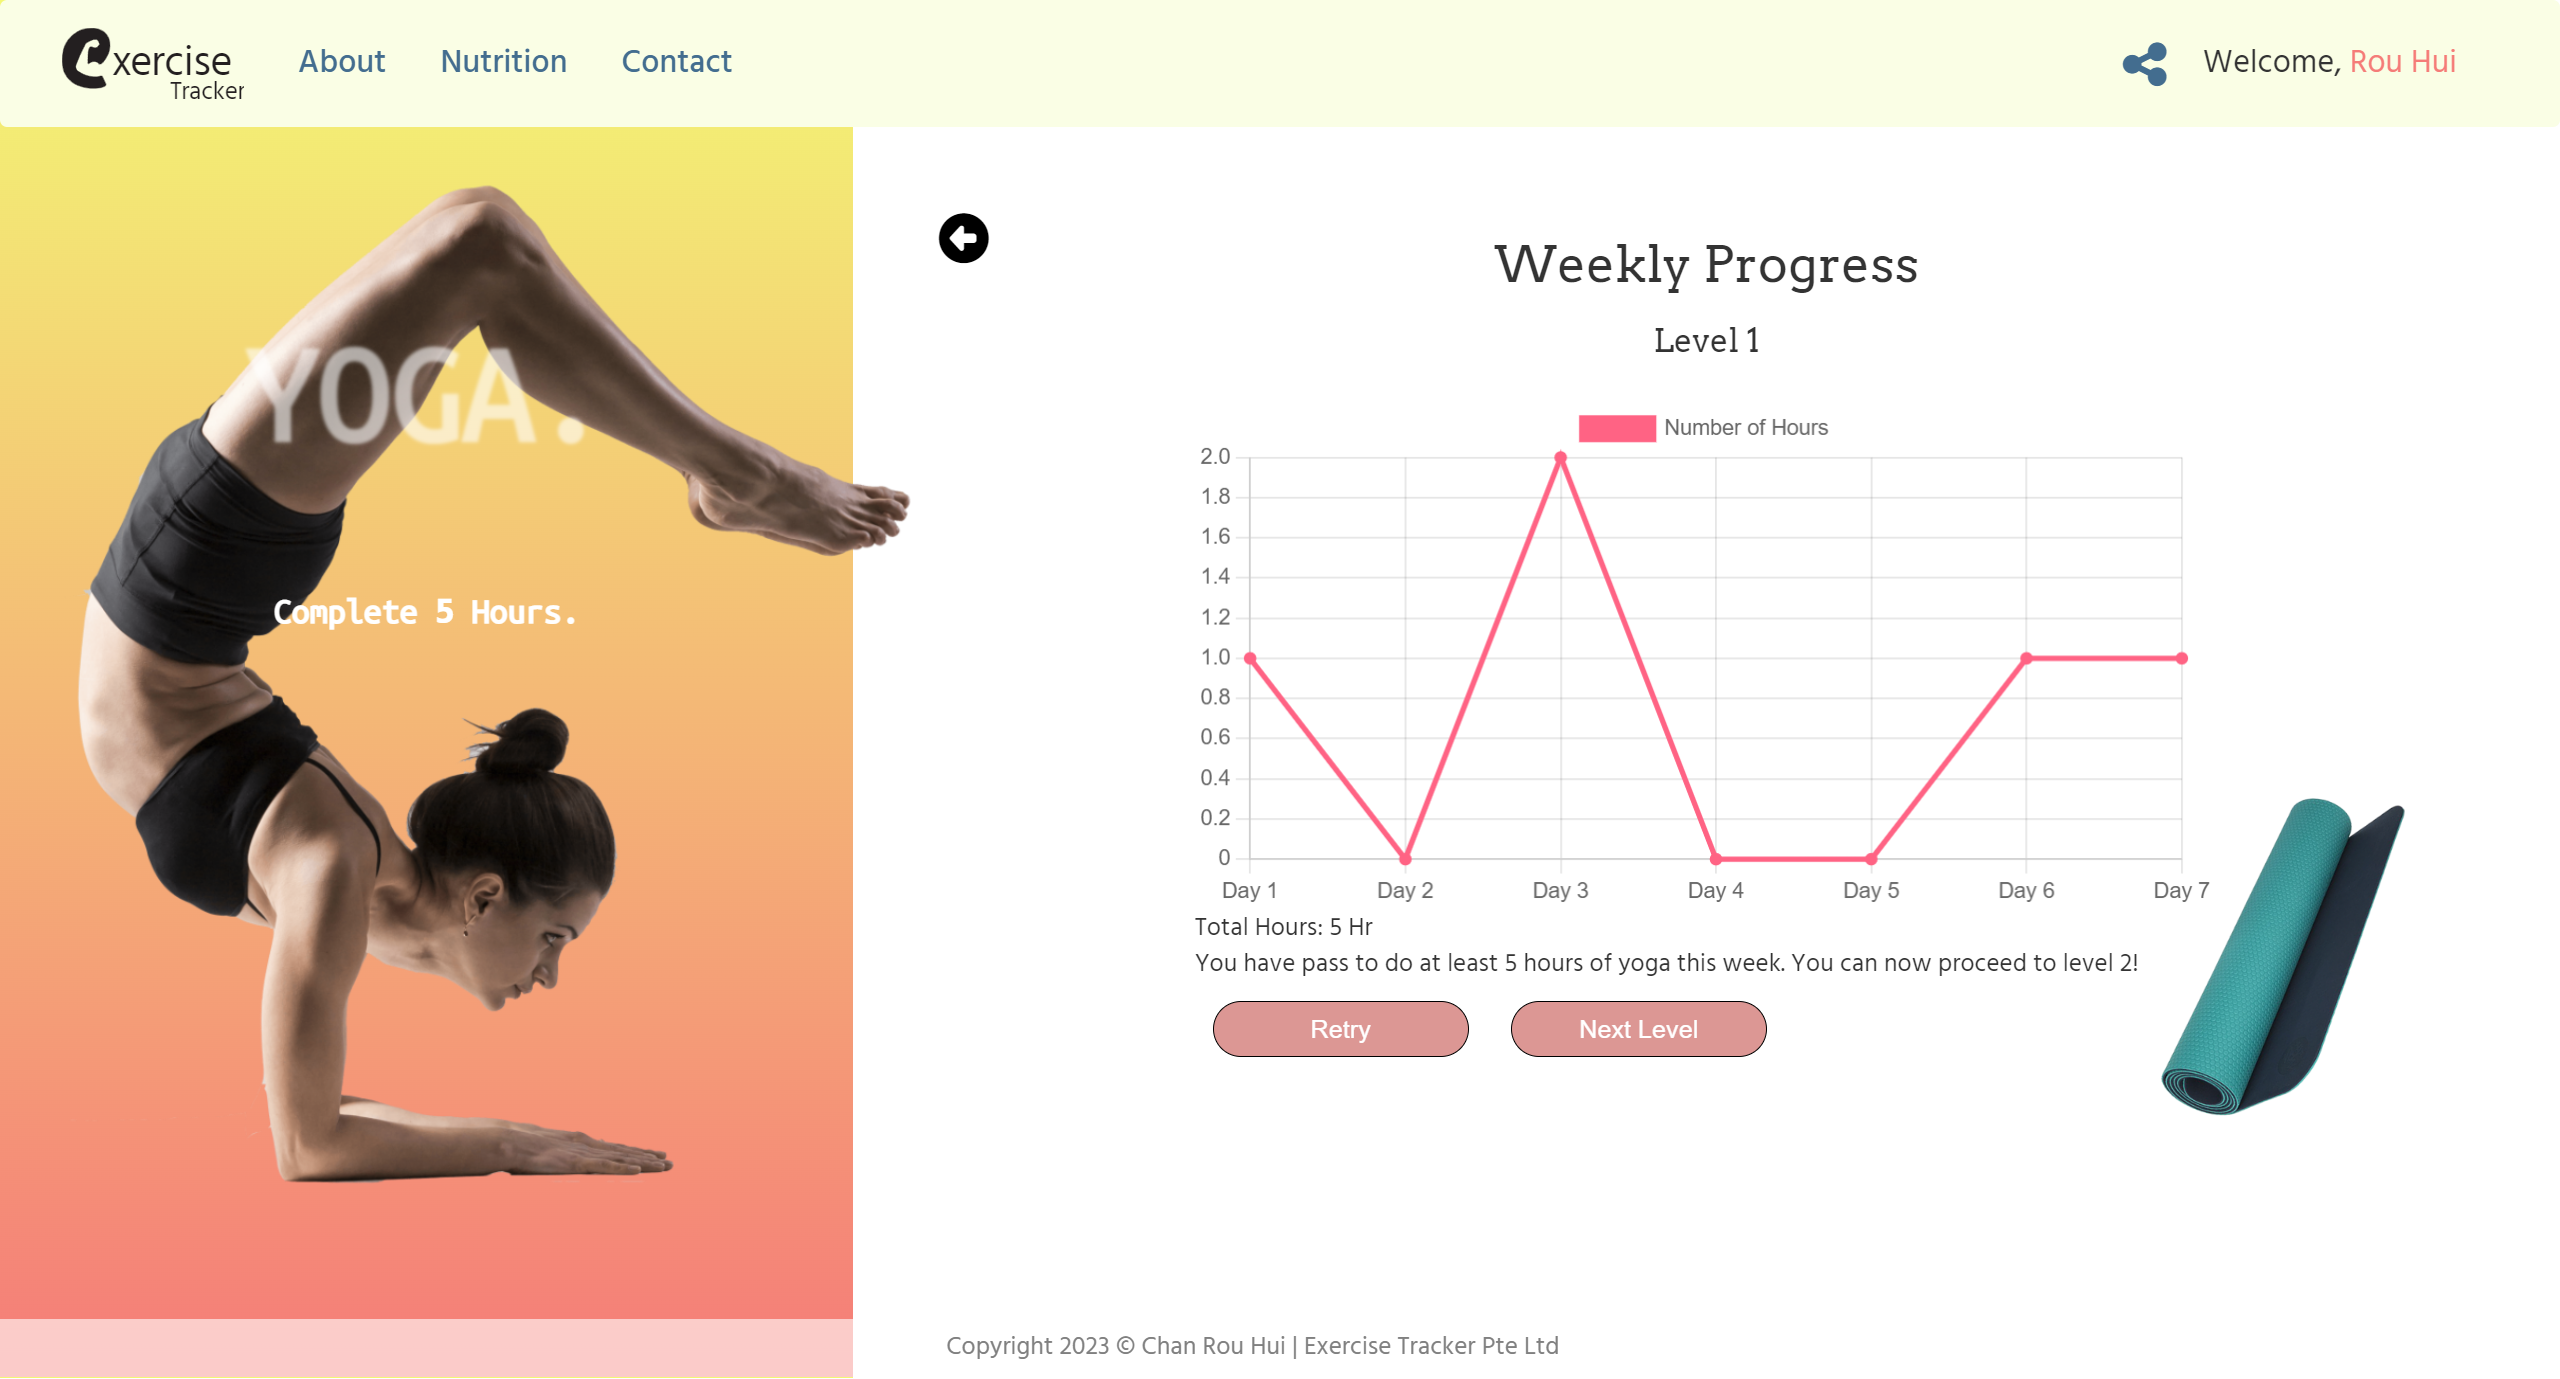 Exercise
Tracker
About
Nutrition
Contact
Welcome, Rou Hui
YOGA.
Complete 5 Hours.
Weekly Progress
Level 1
Number of Hours
2.0
1.8
1.6
1.4
1.2
1.0
0.8
0.6
0.4
0.2
0
Day 1 Day 2 Day 3 Day 4 Day 5 Day 6 Day 7
Total Hours: 5 Hr
You have pass to do at least 5 hours of yoga this week. You can now proceed to level 2!
Retry
Next Level
Copyright 2023 © Chan Rou Hui | Exercise Tracker Pte Ltd